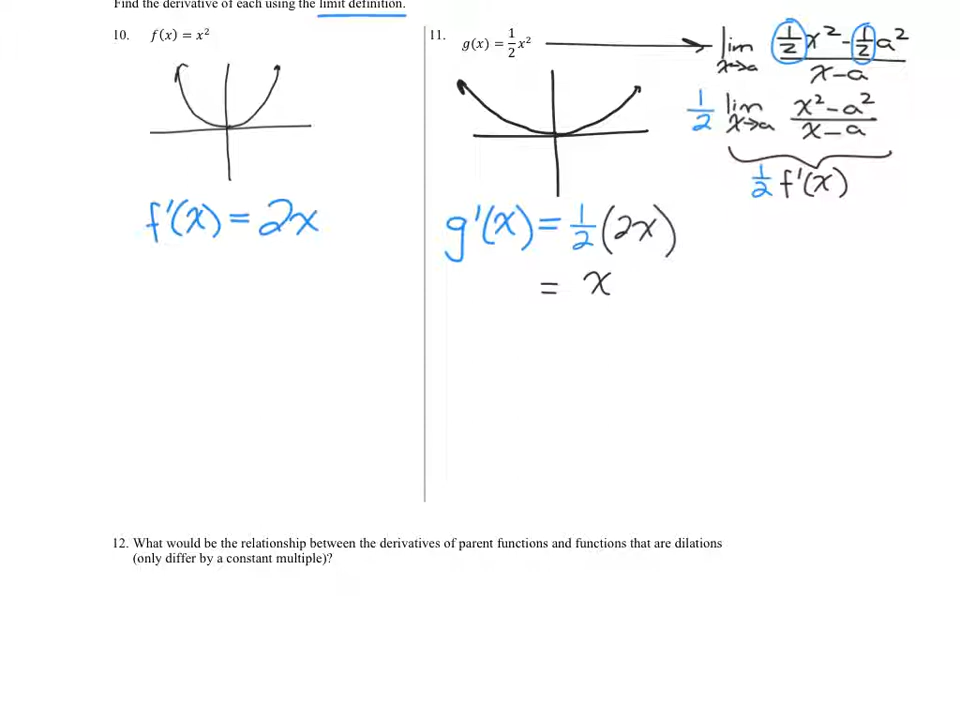 Find the derivative of each using the limit definition.
10. f(x) = x²
11. g(x) = 1/2 x²
lim x→a (1/2 x² - 1/2 a²)/(x-a)
1/2 lim x→a (x² - a²)/(x - a)
1/2 f'(x)
f'(x) = 2x
g'(x) = 1/2 (2x)
= x
12. What would be the relationship between the derivatives of parent functions and functions that are dilations
(only differ by a constant multiple)?